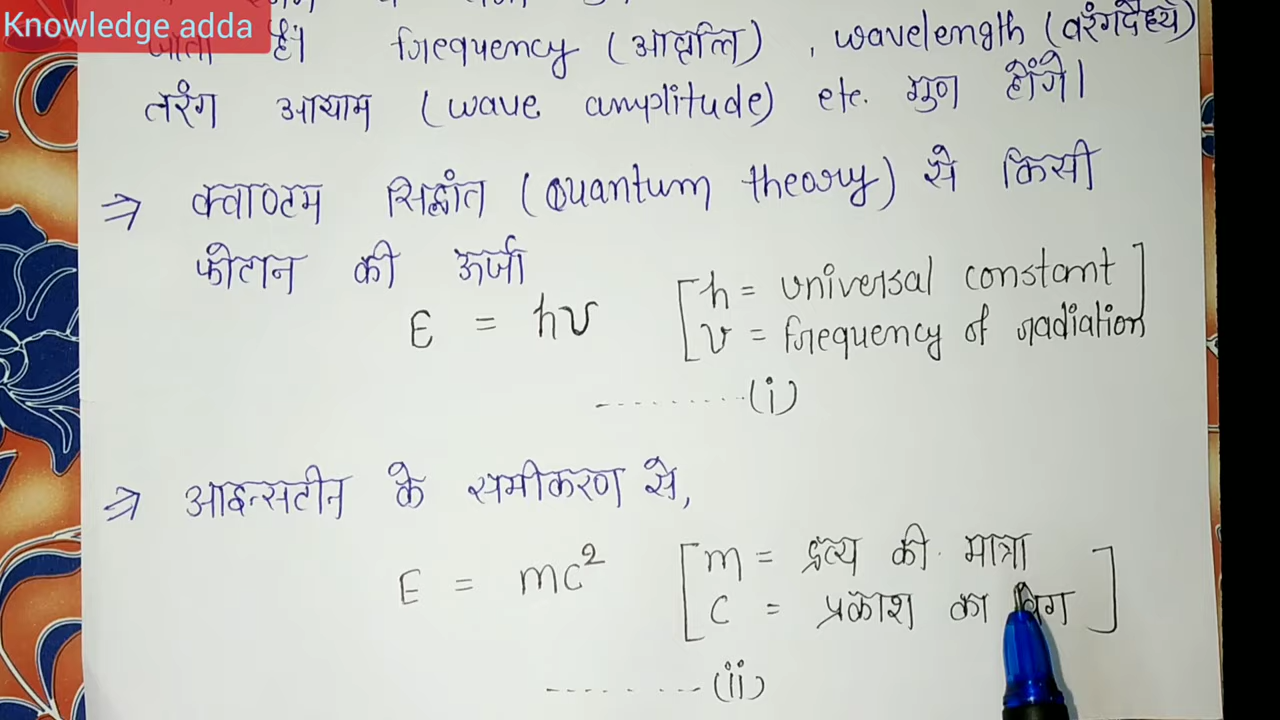 Knowledge adda
जाता है। frequency (आवृत्ति) , wavelength (तरंगदैर्ध्य)
तरंग आयाम (wave amplitude) etc. गुण होंगे।
⇒ क्वाण्टम सिद्धांत (Quantum theory) से किसी
फोटान की ऊर्जा
E = hν [h = universal constant
ν = frequency of radiation]
.........(i)
⇒ आइन्सटीन के समीकरण से,
E = mc² [m = द्रव्य की मात्रा
c = प्रकाश का वेग]
.........(ii)